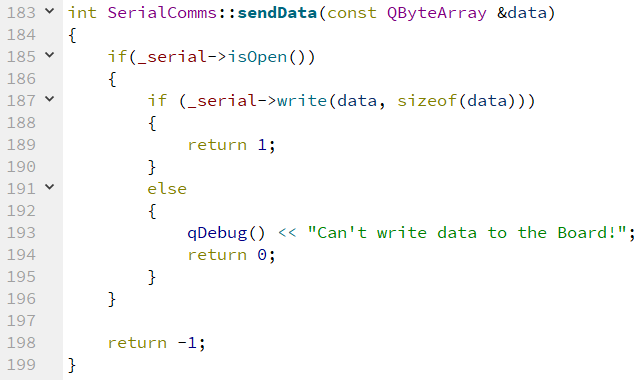 183 int SerialComms::sendData(const QByteArray &data)
184 {
185     if(_serial->isOpen())
186     {
187         if (_serial->write(data, sizeof(data)))
188         {
189             return 1;
190         }
191         else
192         {
193             qDebug() << "Can't write data to the Board!";
194             return 0;
195         }
196     }
197
198     return -1;
199 }